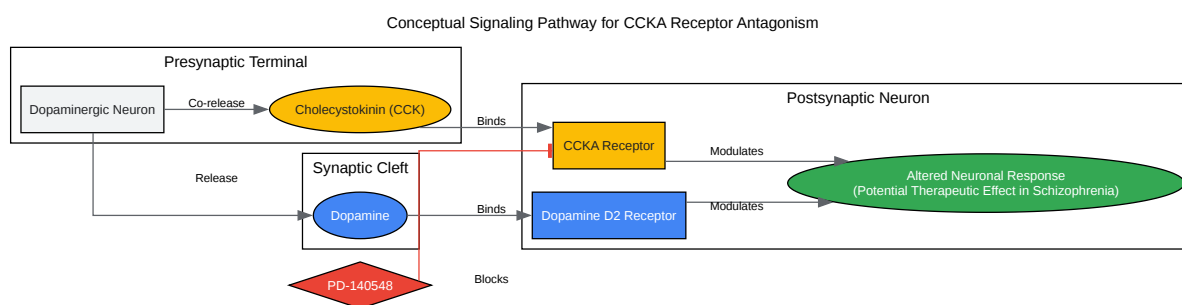 Conceptual Signaling Pathway for CCKA Receptor Antagonism
Presynaptic Terminal
Dopaminergic Neuron
Co-release
Cholecystokinin (CCK)
Binds
Release
Synaptic Cleft
Dopamine
Binds
PD-140548
Blocks
Postsynaptic Neuron
CCKA Receptor
Modulates
Dopamine D2 Receptor
Modulates
Altered Neuronal Response
(Potential Therapeutic Effect in Schizophrenia)